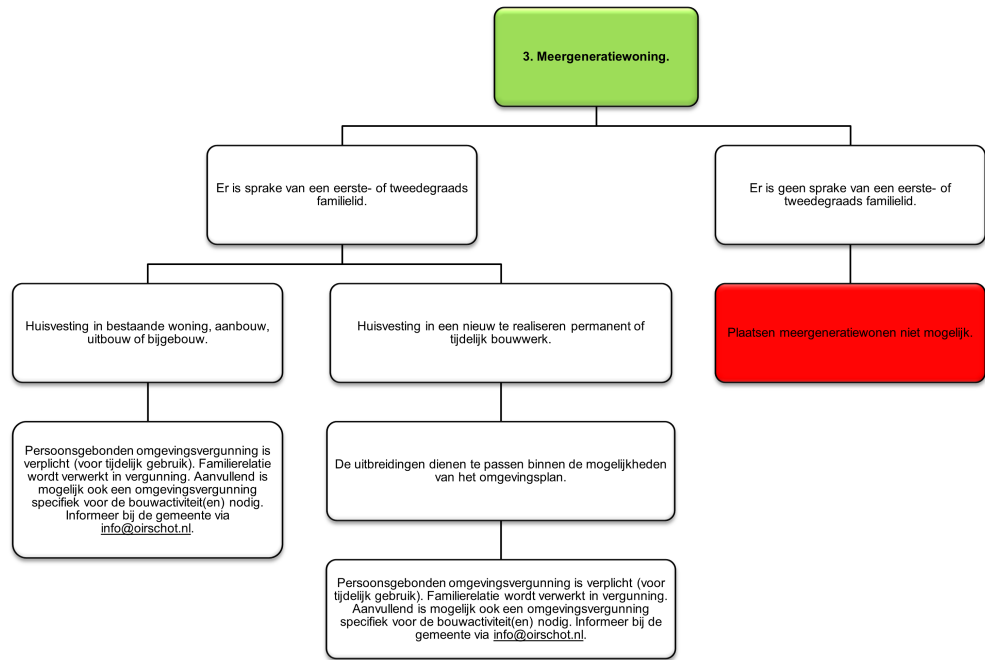 3. Meergeneratiewoning.
Er is sprake van een eerste- of tweedegraads
familielid.
Er is geen sprake van een eerste- of
tweedegraads familielid.
Huisvesting in bestaande woning, aanbouw,
uitbouw of bijgebouw.
Huisvesting in een nieuw te realiseren permanent of
tijdelijk bouwwerk.
Plaatsen meergeneratiewonen niet mogelijk.
Persoonsgebonden omgevingsvergunning is
verplicht (voor tijdelijk gebruik). Familierelatie
wordt verwerkt in vergunning. Aanvullend is
mogelijk ook een omgevingsvergunning
specifiek voor de bouwactiviteit(en) nodig.
Informeer bij de gemeente via
info@oirschot.nl.
De uitbreidingen dienen te passen binnen de mogelijkheden
van het omgevingsplan.
Persoonsgebonden omgevingsvergunning is verplicht (voor
tijdelijk gebruik). Familierelatie wordt verwerkt in vergunning.
Aanvullend is mogelijk ook een omgevingsvergunning
specifiek voor de bouwactiviteit(en) nodig. Informeer bij de
gemeente via info@oirschot.nl.